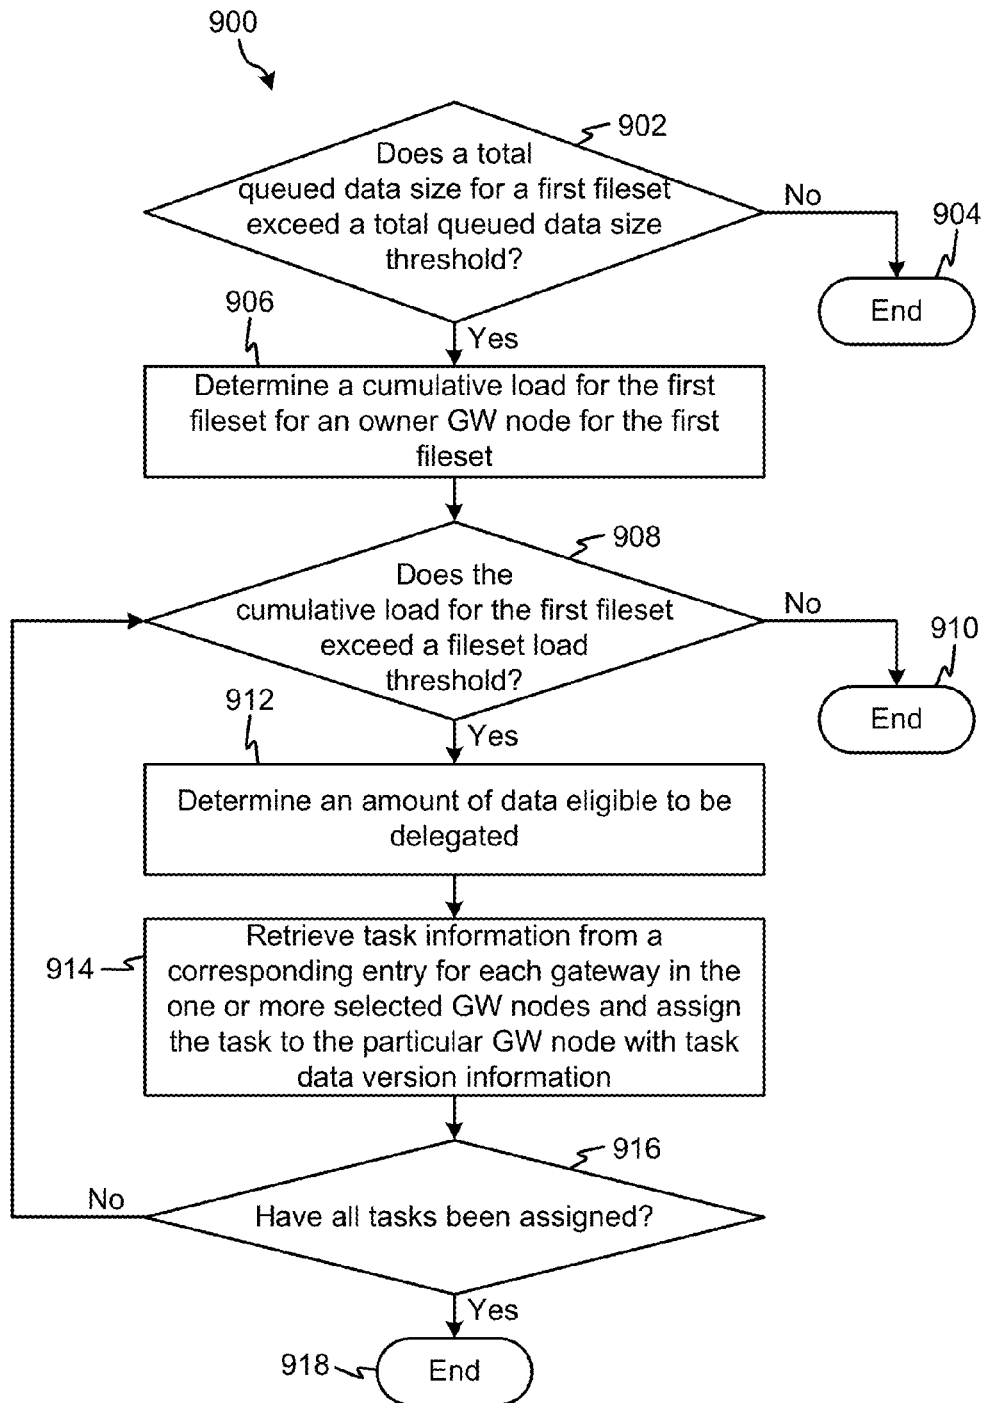 900
902
Does a total
queued data size for a first fileset
exceed a total queued data size
threshold?
No
904
End
906
Yes
Determine a cumulative load for the first
fileset for an owner GW node for the first
fileset
908
Does the
cumulative load for the first fileset
exceed a fileset load
threshold?
No
910
End
912
Yes
Determine an amount of data eligible to be
delegated
914
Retrieve task information from a
corresponding entry for each gateway in the
one or more selected GW nodes and assign
the task to the particular GW node with task
data version information
916
No
Have all tasks been assigned?
Yes
918
End